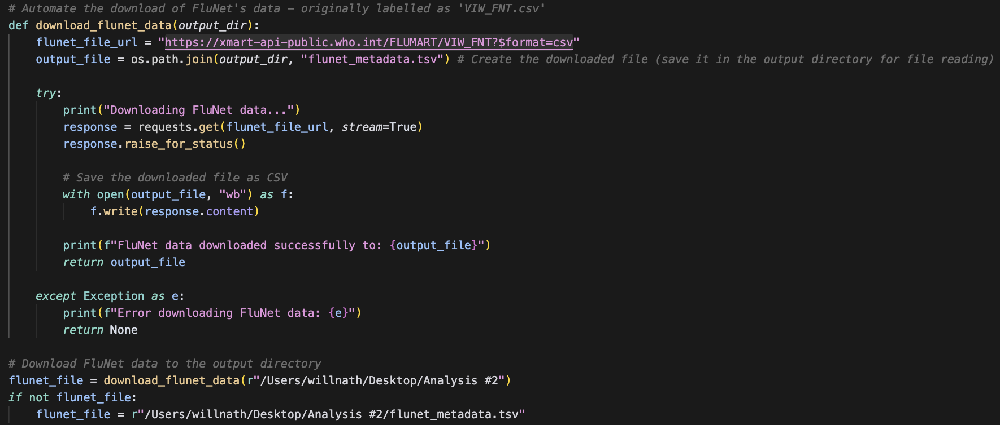 # Automate the download of FluNet's data - originally labelled as 'VIW_FNT.csv'
def download_flunet_data(output_dir):
    flunet_file_url = "https://xmart-api-public.who.int/FLUMART/VIW_FNT?$format=csv"
    output_file = os.path.join(output_dir, "flunet_metadata.tsv") # Create the downloaded file (save it in the output directory for file reading)

    try:
        print("Downloading FluNet data...")
        response = requests.get(flunet_file_url, stream=True)
        response.raise_for_status()

        # Save the downloaded file as CSV
        with open(output_file, "wb") as f:
            f.write(response.content)

        print(f"FluNet data downloaded successfully to: {output_file}")
        return output_file

    except Exception as e:
        print(f"Error downloading FluNet data: {e}")
        return None

# Download FluNet data to the output directory
flunet_file = download_flunet_data(r"/Users/willnath/Desktop/Analysis #2")
if not flunet_file:
    flunet_file = r"/Users/willnath/Desktop/Analysis #2/flunet_metadata.tsv"